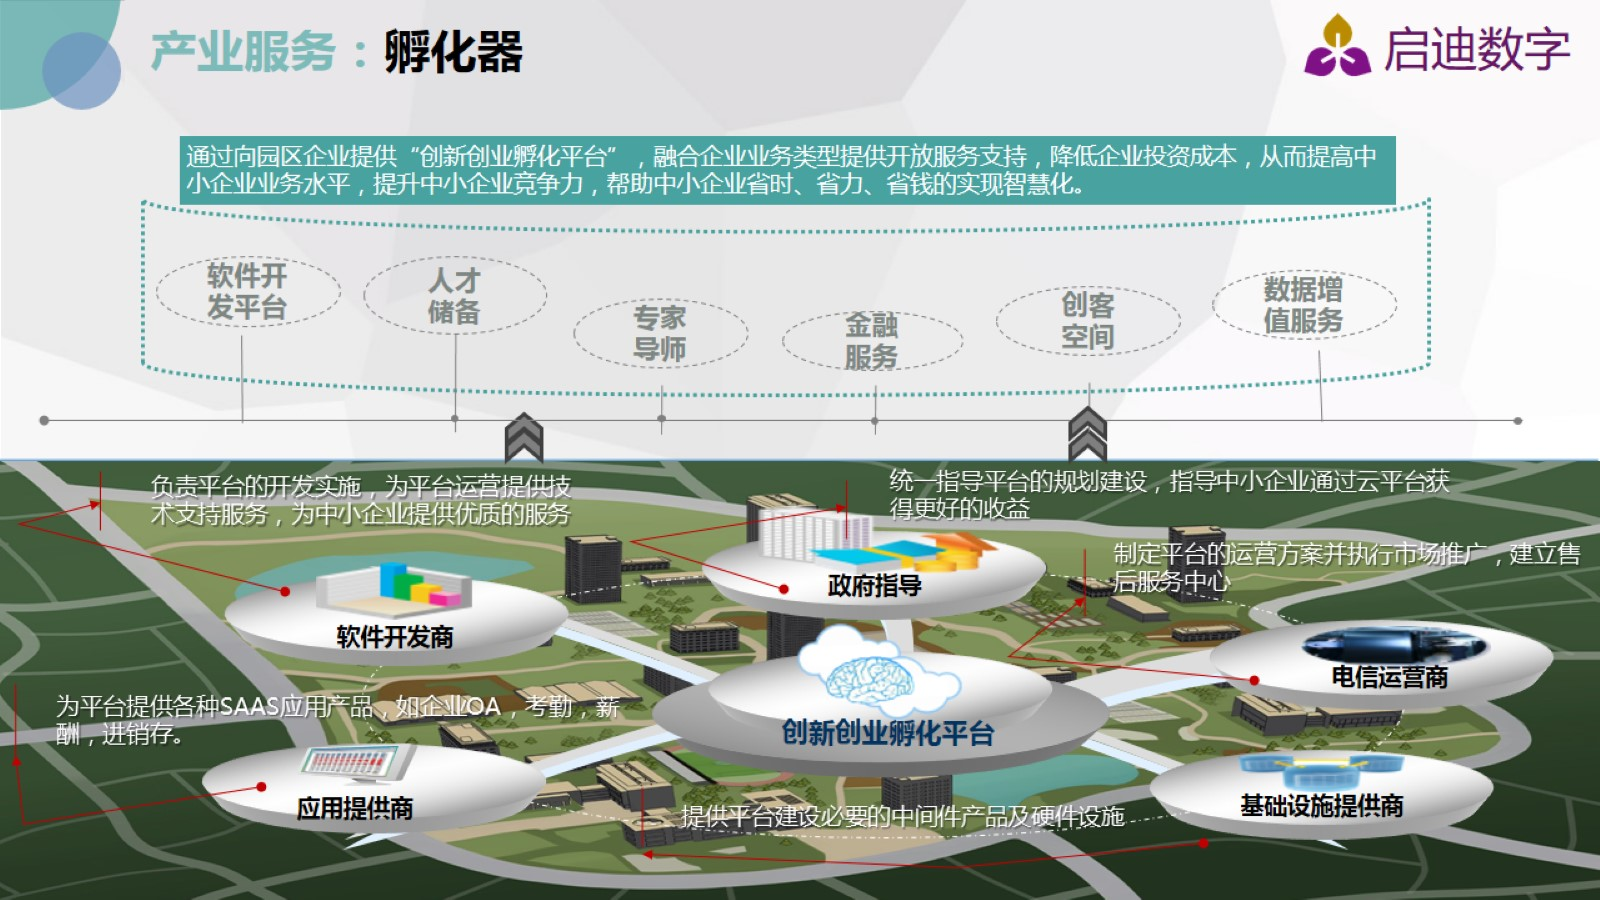 产业服务：孵化器
启迪数字
通过向园区企业提供“创新创业孵化平台”，融合企业业务类型提供开放服务支持，降低企业投资成本，从而提高中
小企业业务水平，提升中小企业竞争力，帮助中小企业省时、省力、省钱的实现智慧化。
软件开
发平台
人才
储备
专家
导师
金融
服务
创客
空间
数据增
值服务
负责平台的开发实施，为平台运营提供技
术支持服务，为中小企业提供优质的服务
统一指导平台的规划建设，指导中小企业通过云平台获
得更好的收益
制定平台的运营方案并执行市场推广，建立售
后服务中心
政府指导
软件开发商
电信运营商
为平台提供各种SAAS应用产品，如企业OA，考勤，薪
酬，进销存。
创新创业孵化平台
应用提供商
基础设施提供商
提供平台建设必要的中间件产品及硬件设施